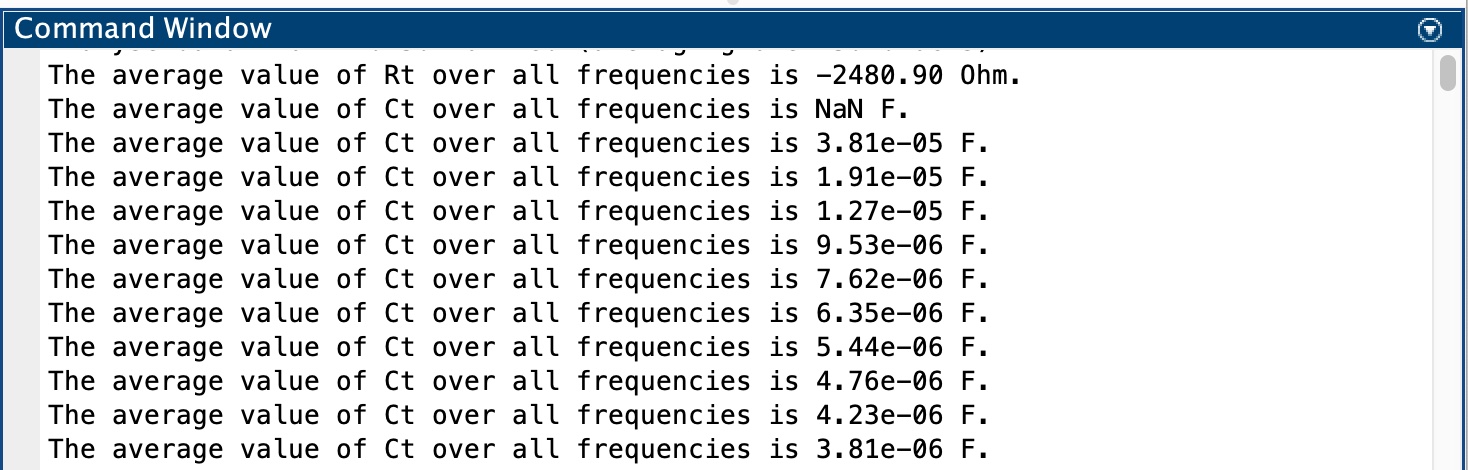 Command Window
The average value of Rt over all frequencies is -2480.90 Ohm.
The average value of Ct over all frequencies is NaN F.
The average value of Ct over all frequencies is 3.81e-05 F.
The average value of Ct over all frequencies is 1.91e-05 F.
The average value of Ct over all frequencies is 1.27e-05 F.
The average value of Ct over all frequencies is 9.53e-06 F.
The average value of Ct over all frequencies is 7.62e-06 F.
The average value of Ct over all frequencies is 6.35e-06 F.
The average value of Ct over all frequencies is 5.44e-06 F.
The average value of Ct over all frequencies is 4.76e-06 F.
The average value of Ct over all frequencies is 4.23e-06 F.
The average value of Ct over all frequencies is 3.81e-06 F.